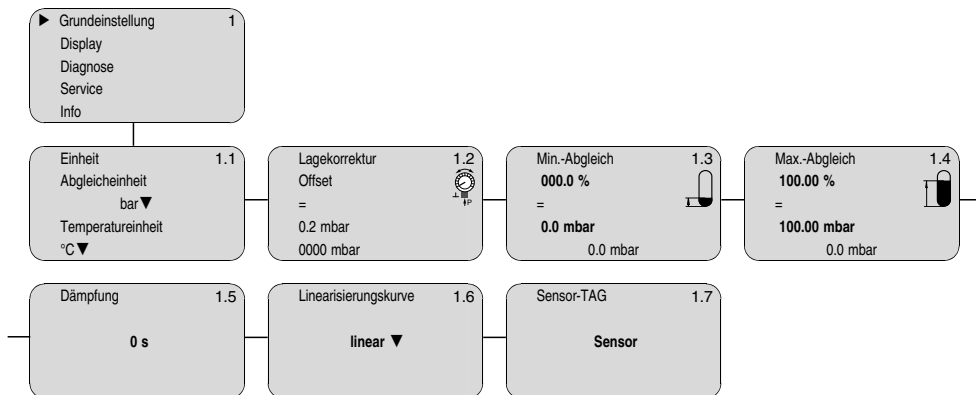 ▶ Grundeinstellung 1
Display
Diagnose
Service
Info
Einheit 1.1
Abgleicheinheit
bar▼
Temperatureinheit
°C▼
Lagekorrektur 1.2
Offset
=
0.2 mbar
0000 mbar
P
Min.-Abgleich 1.3
000.0 %
=
0.0 mbar
0.0 mbar
Max.-Abgleich 1.4
100.00 %
=
100.00 mbar
0.0 mbar
Dämpfung 1.5
0 s
Linearisierungskurve 1.6
linear ▼
Sensor-TAG 1.7
Sensor